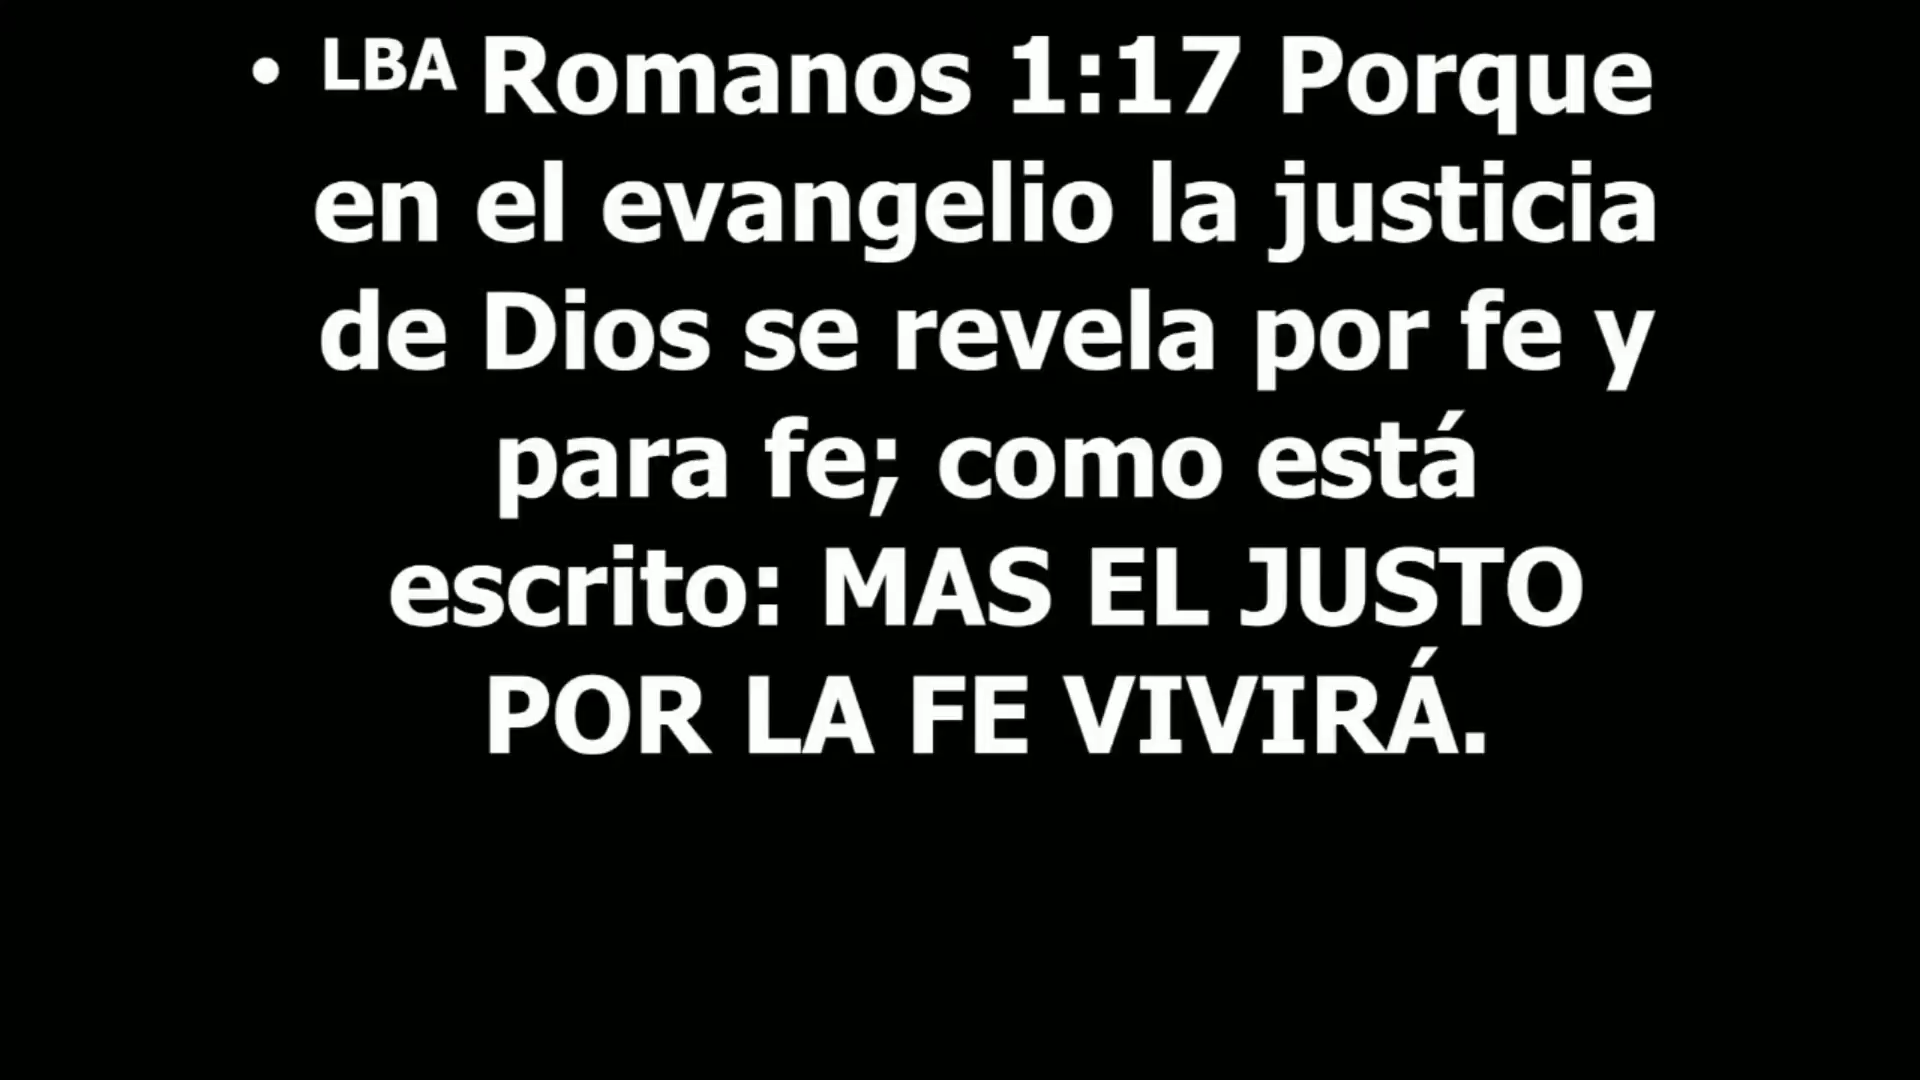 • LBA Romanos 1:17 Porque
en el evangelio la justicia
de Dios se revela por fe y
para fe; como está
escrito: MAS EL JUSTO
POR LA FE VIVIRÁ.